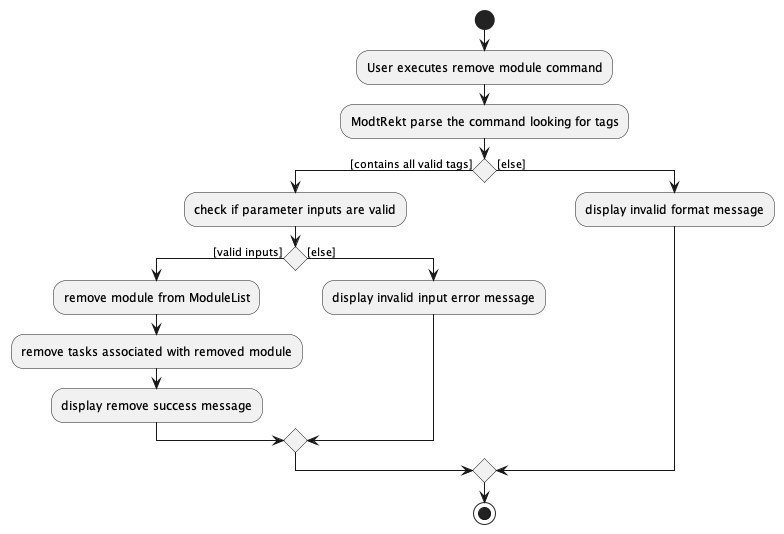 User executes remove module command
ModtRekt parse the command looking for tags
[contains all valid tags]
[else]
check if parameter inputs are valid
display invalid format message
[valid inputs]
[else]
remove module from ModuleList
display invalid input error message
remove tasks associated with removed module
display remove success message